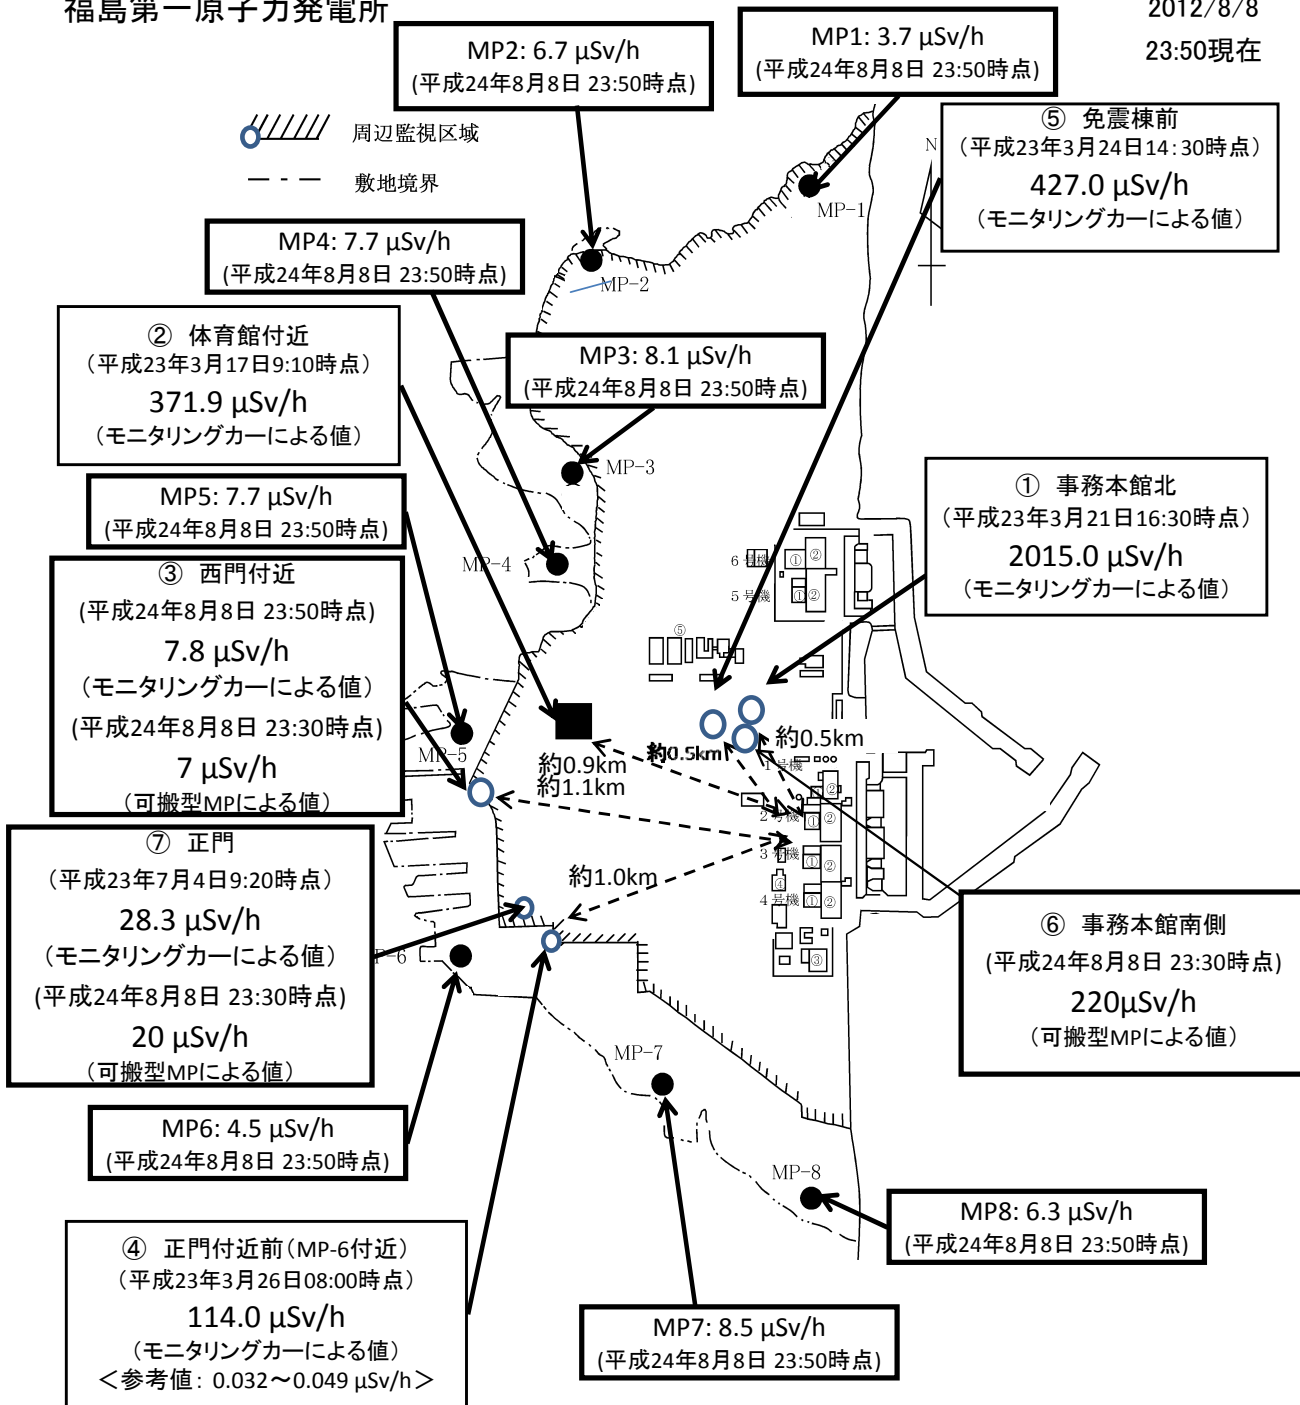 福島第一原子力発電所
2012/8/8
23:50現在
MP2: 6.7 μSv/h
(平成24年8月8日 23:50時点)
MP1: 3.7 μSv/h
(平成24年8月8日 23:50時点)
周辺監視区域
敷地境界
⑤ 免震棟前
(平成23年3月24日14:30時点)
427.0 μSv/h
(モニタリングカーによる値)
N
MP-1
MP4: 7.7 μSv/h
(平成24年8月8日 23:50時点)
MP-2
② 体育館付近
(平成23年3月17日9:10時点)
371.9 μSv/h
(モニタリングカーによる値)
MP3: 8.1 μSv/h
(平成24年8月8日 23:50時点)
MP-3
MP5: 7.7 μSv/h
(平成24年8月8日 23:50時点)
① 事務本館北
(平成23年3月21日16:30時点)
2015.0 μSv/h
(モニタリングカーによる値)
MP-4
6号機
① ②
5号機
① ②
③ 西門付近
(平成24年8月8日 23:50時点)
7.8 μSv/h
(モニタリングカーによる値)
(平成24年8月8日 23:30時点)
7 μSv/h
(可搬型MPによる値)
⑤
MP-5
約0.9km
約1.1km
約0.5km
約0.5km
1号機
②
2号機
① ②
3号機
① ②
④
4号機
① ②
③
約1.0km
⑦ 正門
(平成23年7月4日9:20時点)
28.3 μSv/h
(モニタリングカーによる値)
(平成24年8月8日 23:30時点)
20 μSv/h
(可搬型MPによる値)
P-6
⑥ 事務本館南側
(平成24年8月8日 23:30時点)
220μSv/h
(可搬型MPによる値)
MP-7
MP6: 4.5 μSv/h
(平成24年8月8日 23:50時点)
MP-8
MP8: 6.3 μSv/h
(平成24年8月8日 23:50時点)
④ 正門付近前(MP-6付近)
(平成23年3月26日08:00時点)
114.0 μSv/h
(モニタリングカーによる値)
<参考値: 0.032～0.049 μSv/h>
MP7: 8.5 μSv/h
(平成24年8月8日 23:50時点)